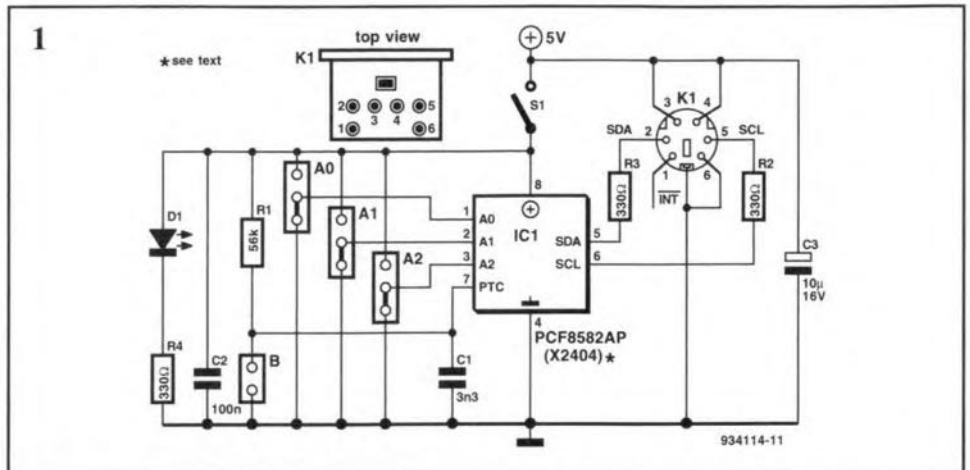 1
top view
K1
★ see text
2 3 4 5
1 6
5V
S1
K1
3 4
SDA 2 5 SCL
1 6
INT
R3
330Ω
R2
330Ω
C3
10µ
16V
D1
R4
330Ω
C2
100n
R1
56k
B
A0
A1
A2
8
1 A0
2 A1
3 A2
7 PTC
IC1
SDA 5
SCL 6
4
PCF8582AP
(X2404)★
C1
3n3
934114-11